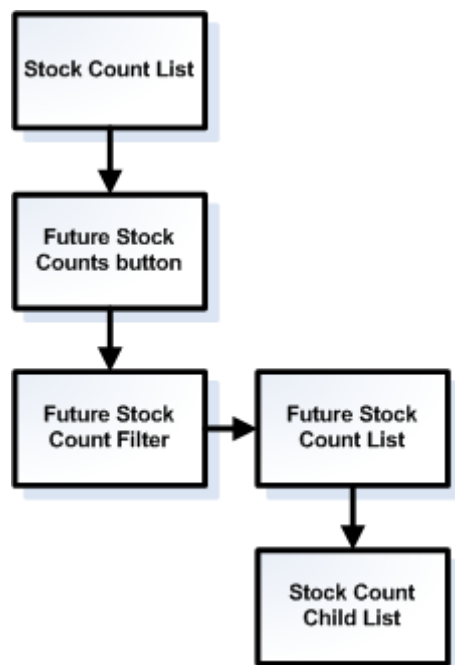 Stock Count List
Future Stock
Counts button
Future Stock
Count Filter
Future Stock
Count List
Stock Count
Child List